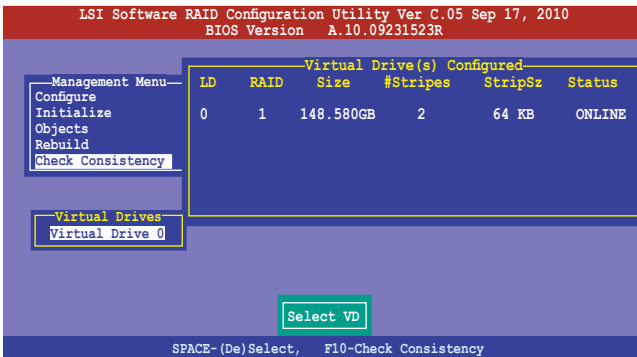 LSI Software RAID Configuration Utility Ver C.05 Sep 17, 2010
BIOS Version A.10.09231523R
Virtual Drive(s) Configured
LD RAID Size #Stripes StripSz Status
0 1 148.580GB 2 64 KB ONLINE
Management Menu
Configure
Initialize
Objects
Rebuild
Check Consistency
Virtual Drives
Virtual Drive 0
Select VD
SPACE-(De)Select, F10-Check Consistency